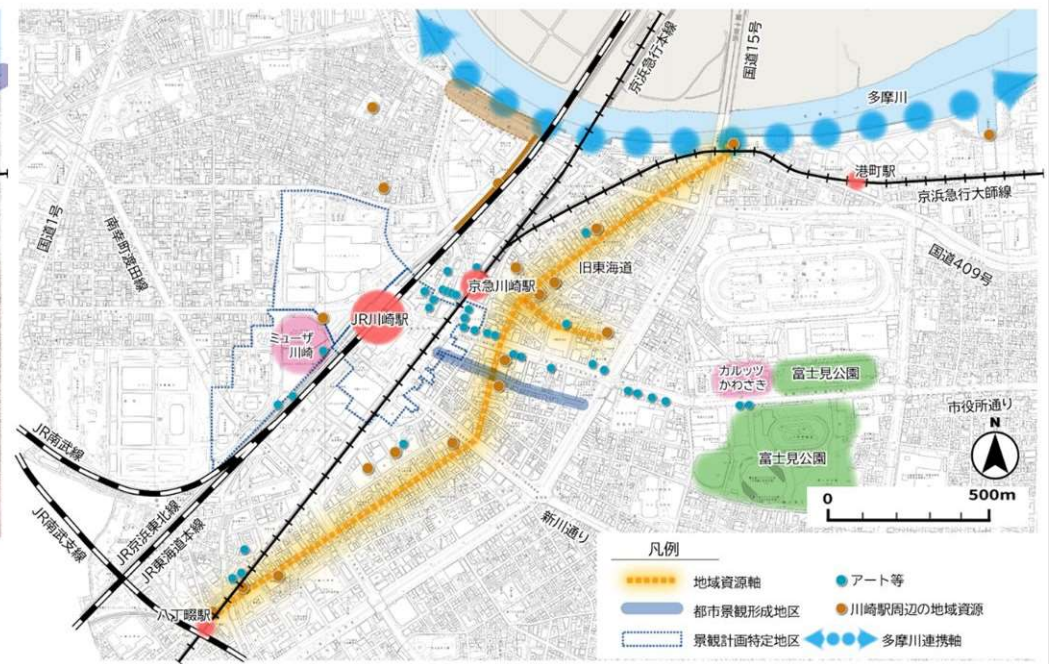 国道15号
京浜急行本線
多摩川
港町駅
京浜急行大師線
国道1号
南幸町渡田線
旧東海道
国道409号
京急川崎駅
JR川崎駅
ミューザ
川崎
カルッツ
かわさき
富士見公園
市役所通り
富士見公園
N
0 500m
JR南武線
JR南武支線
JR京浜東北線
JR東海道本線
新川通り
八丁畷駅
凡例
地域資源軸
アート等
都市景観形成地区
川崎駅周辺の地域資源
景観計画特定地区
多摩川連携軸